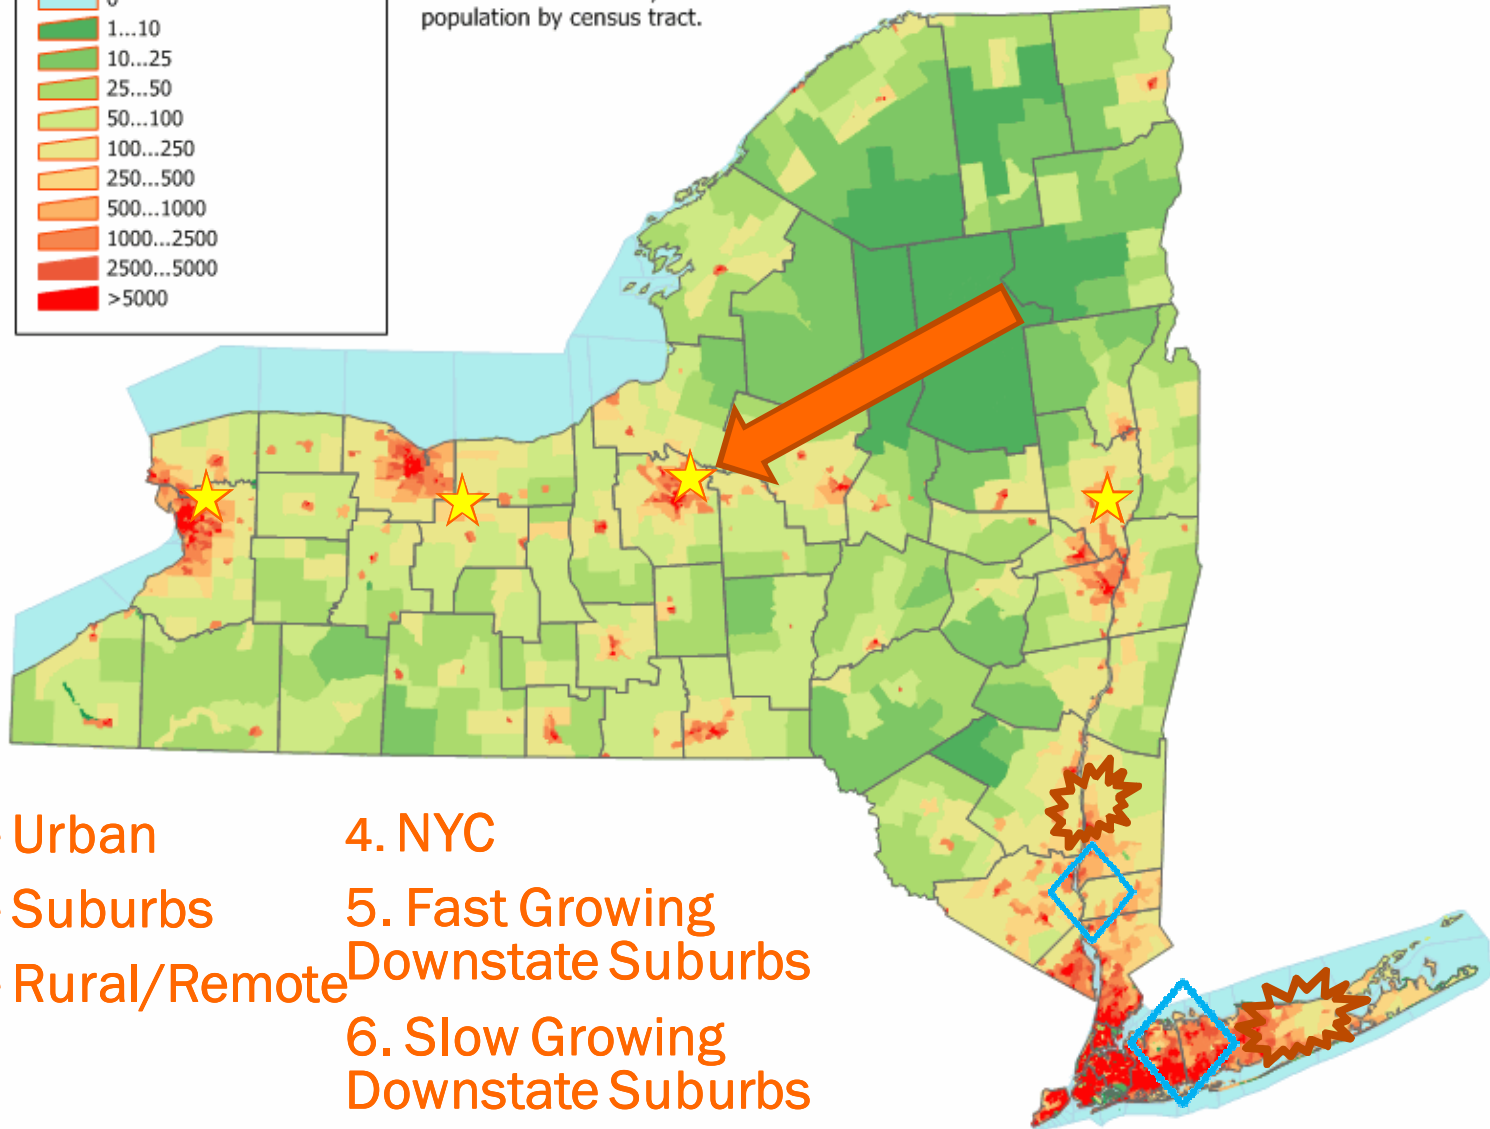 population by census tract.
0
1...10
10...25
25...50
50...100
100...250
250...500
500...1000
1000...2500
2500...5000
>5000
Urban
Suburbs
Rural/Remote
4. NYC
5. Fast Growing
Downstate Suburbs
6. Slow Growing
Downstate Suburbs